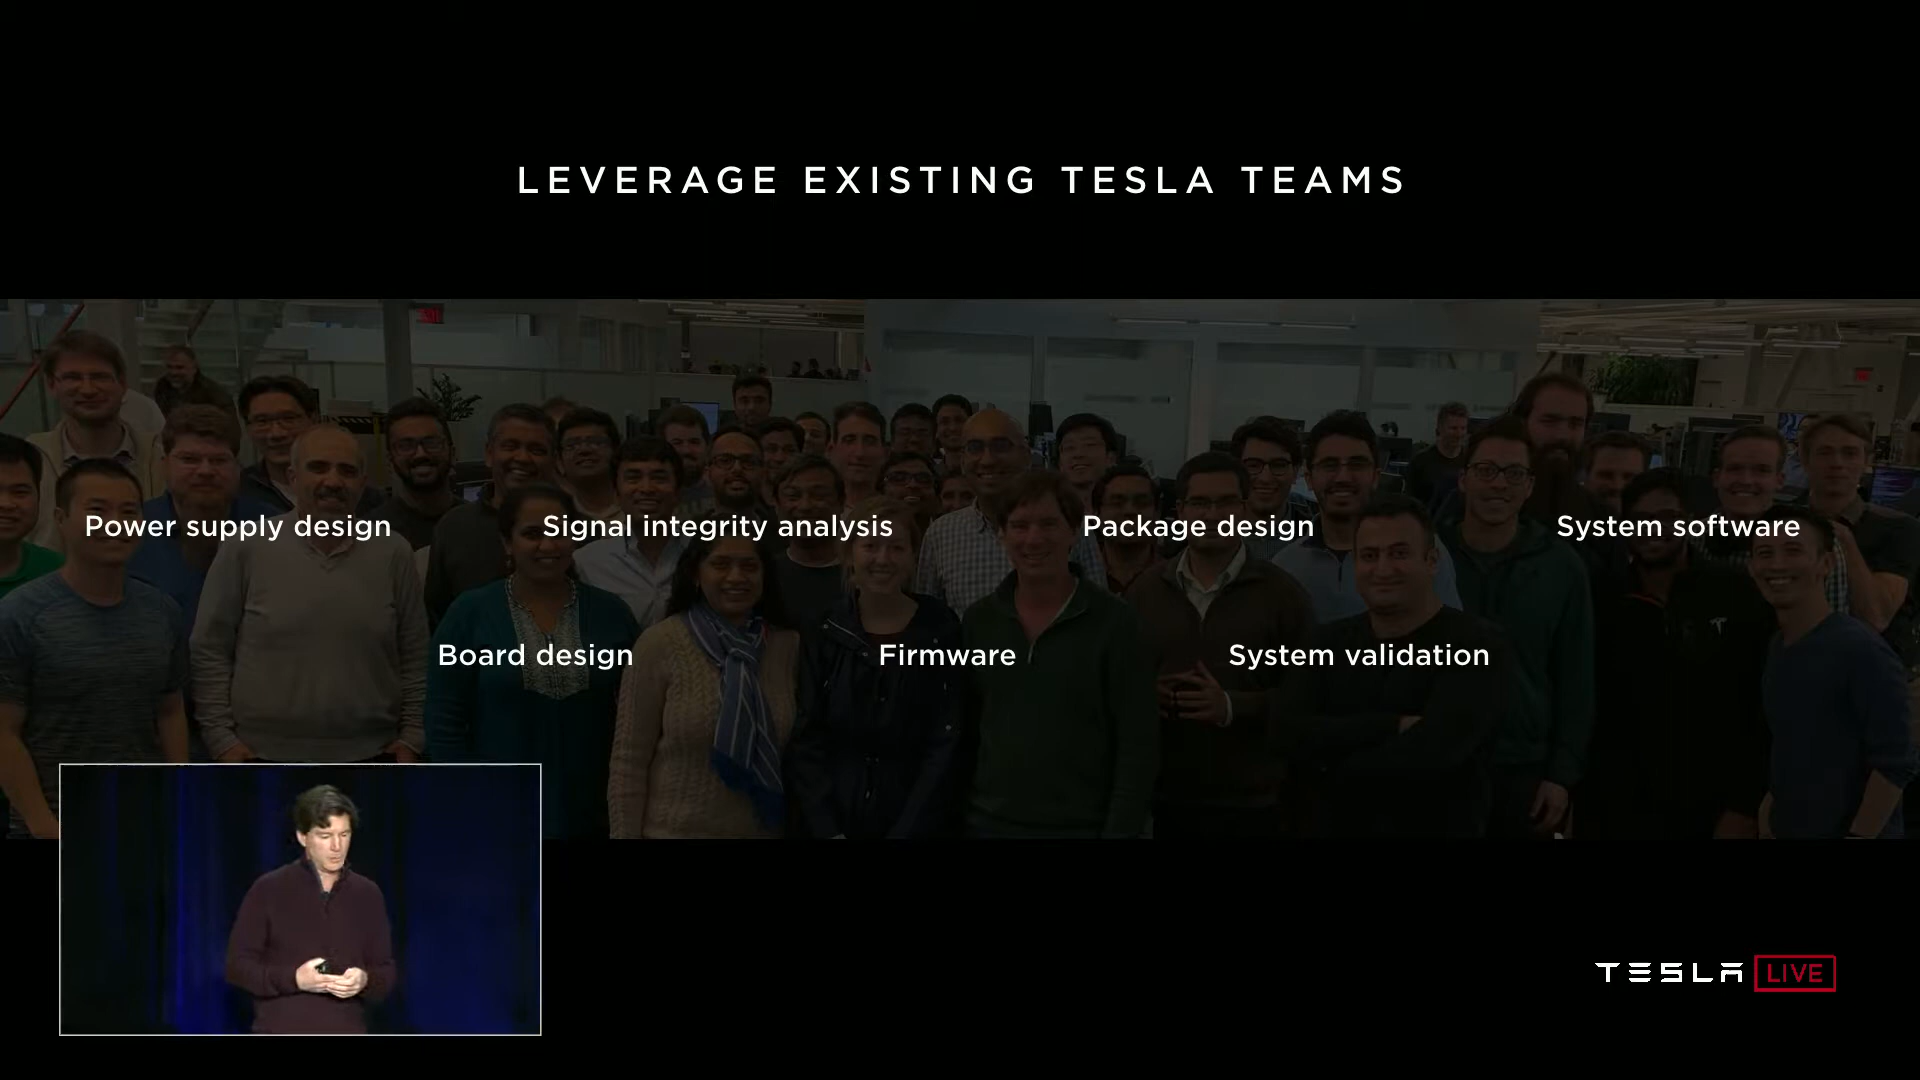 LEVERAGE EXISTING TESLA TEAMS
Power supply design
Signal integrity analysis
Package design
System software
Board design
Firmware
System validation
TESLA LIVE